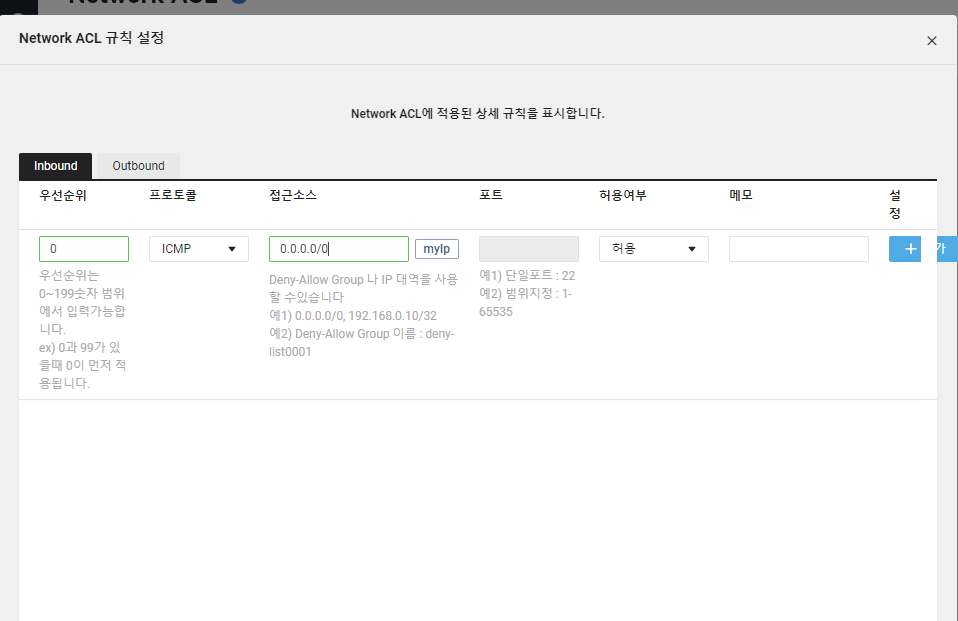 Network ACL
Network ACL 규칙 설정
Network ACL에 적용된 상세 규칙을 표시합니다.
Inbound Outbound
우선순위 프로토콜 접근소스 포트 허용여부 메모 설
정
0 ICMP 0.0.0.0/0 myIp 허용 + 가
우선순위는
0~199숫자 범위
에서 입력가능합
니다.
ex) 0과 99가 있
을때 0이 먼저 적
용됩니다.
Deny-Allow Group 나 IP 대역을 사용
할 수있습니다
예1) 0.0.0.0/0, 192.168.0.10/32
예2) Deny-Allow Group 이름 : deny-
list0001
예1) 단일포트 : 22
예2) 범위지정 : 1-
65535